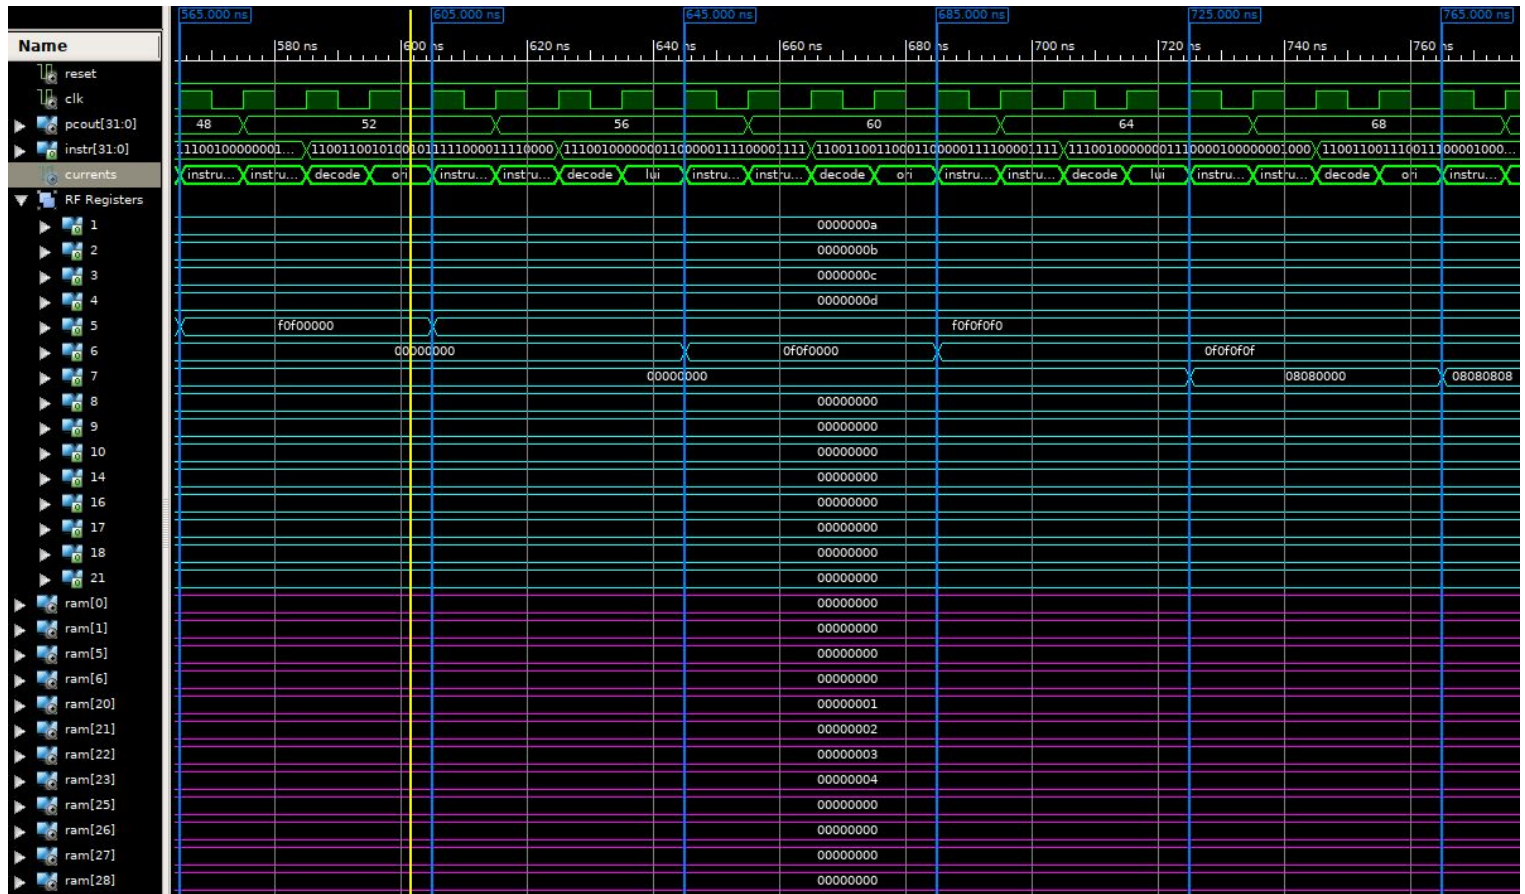 565.000 ns 605.000 ns 645.000 ns 685.000 ns 725.000 ns 765.000 ns
Name 580 ns 600 ns 620 ns 640 ns 660 ns 680 ns 700 ns 720 ns 740 ns 760 ns
reset
clk
pcout[31:0] 48 52 56 60 64 68
instr[31:0]
currents instru... instru... decode ori instru... instru... decode lui instru... instru... decode ori instru... instru... decode lui instru... instru... decode ori instru...
RF Registers
1 0000000a
2 0000000b
3 0000000c
4 0000000d
5 f0f00000 f0f0f0f0
6 00000000 0f0f0000 0f0f0f0f
7 00000000 08080000 08080808
8 00000000
9 00000000
10 00000000
14 00000000
16 00000000
17 00000000
18 00000000
21 00000000
ram[0] 00000000
ram[1] 00000000
ram[5] 00000000
ram[6] 00000000
ram[20] 00000001
ram[21] 00000002
ram[22] 00000003
ram[23] 00000004
ram[25] 00000000
ram[26] 00000000
ram[27] 00000000
ram[28] 00000000